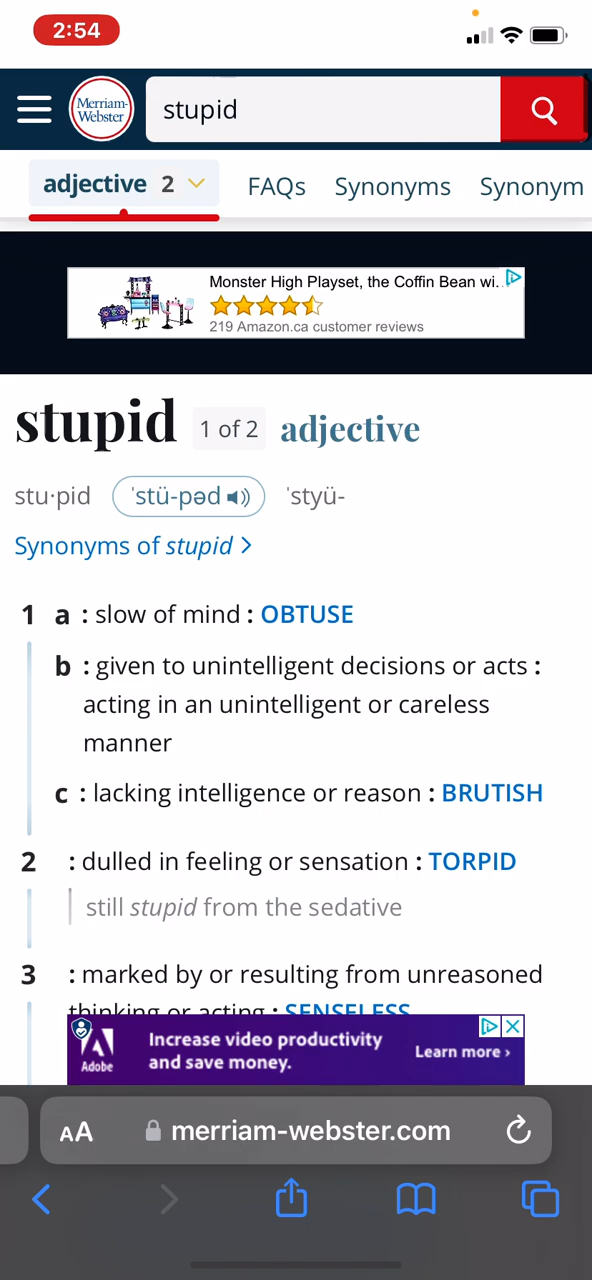 2:54
Merriam-
Webster
stupid
adjective 2 FAQs Synonyms Synonym
Monster High Playset, the Coffin Bean wi..
219 Amazon.ca customer reviews
stupid 1 of 2 adjective
stu·pid ˈstü-pəd ˈstyü-
Synonyms of stupid >
1 a : slow of mind : OBTUSE
b : given to unintelligent decisions or acts :
acting in an unintelligent or careless
manner
c : lacking intelligence or reason : BRUTISH
2 : dulled in feeling or sensation : TORPID
still stupid from the sedative
3 : marked by or resulting from unreasoned
thinking or acting : SENSELESS
Adobe
Increase video productivity
and save money.
Learn more ›
AA merriam-webster.com